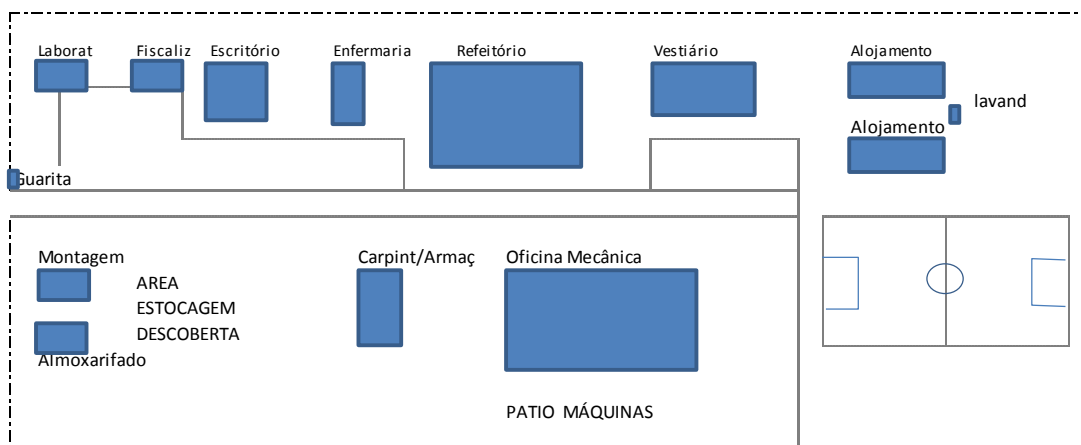 Laborat
Fiscaliz
Escritório
Enfermaria
Refeitório
Vestiário
Alojamento
lavand
Alojamento
Guarita
Montagem
Carpint/Armaç
Oficina Mecânica
AREA
ESTOCAGEM
DESCOBERTA
Almoxarifado
PATIO MÁQUINAS